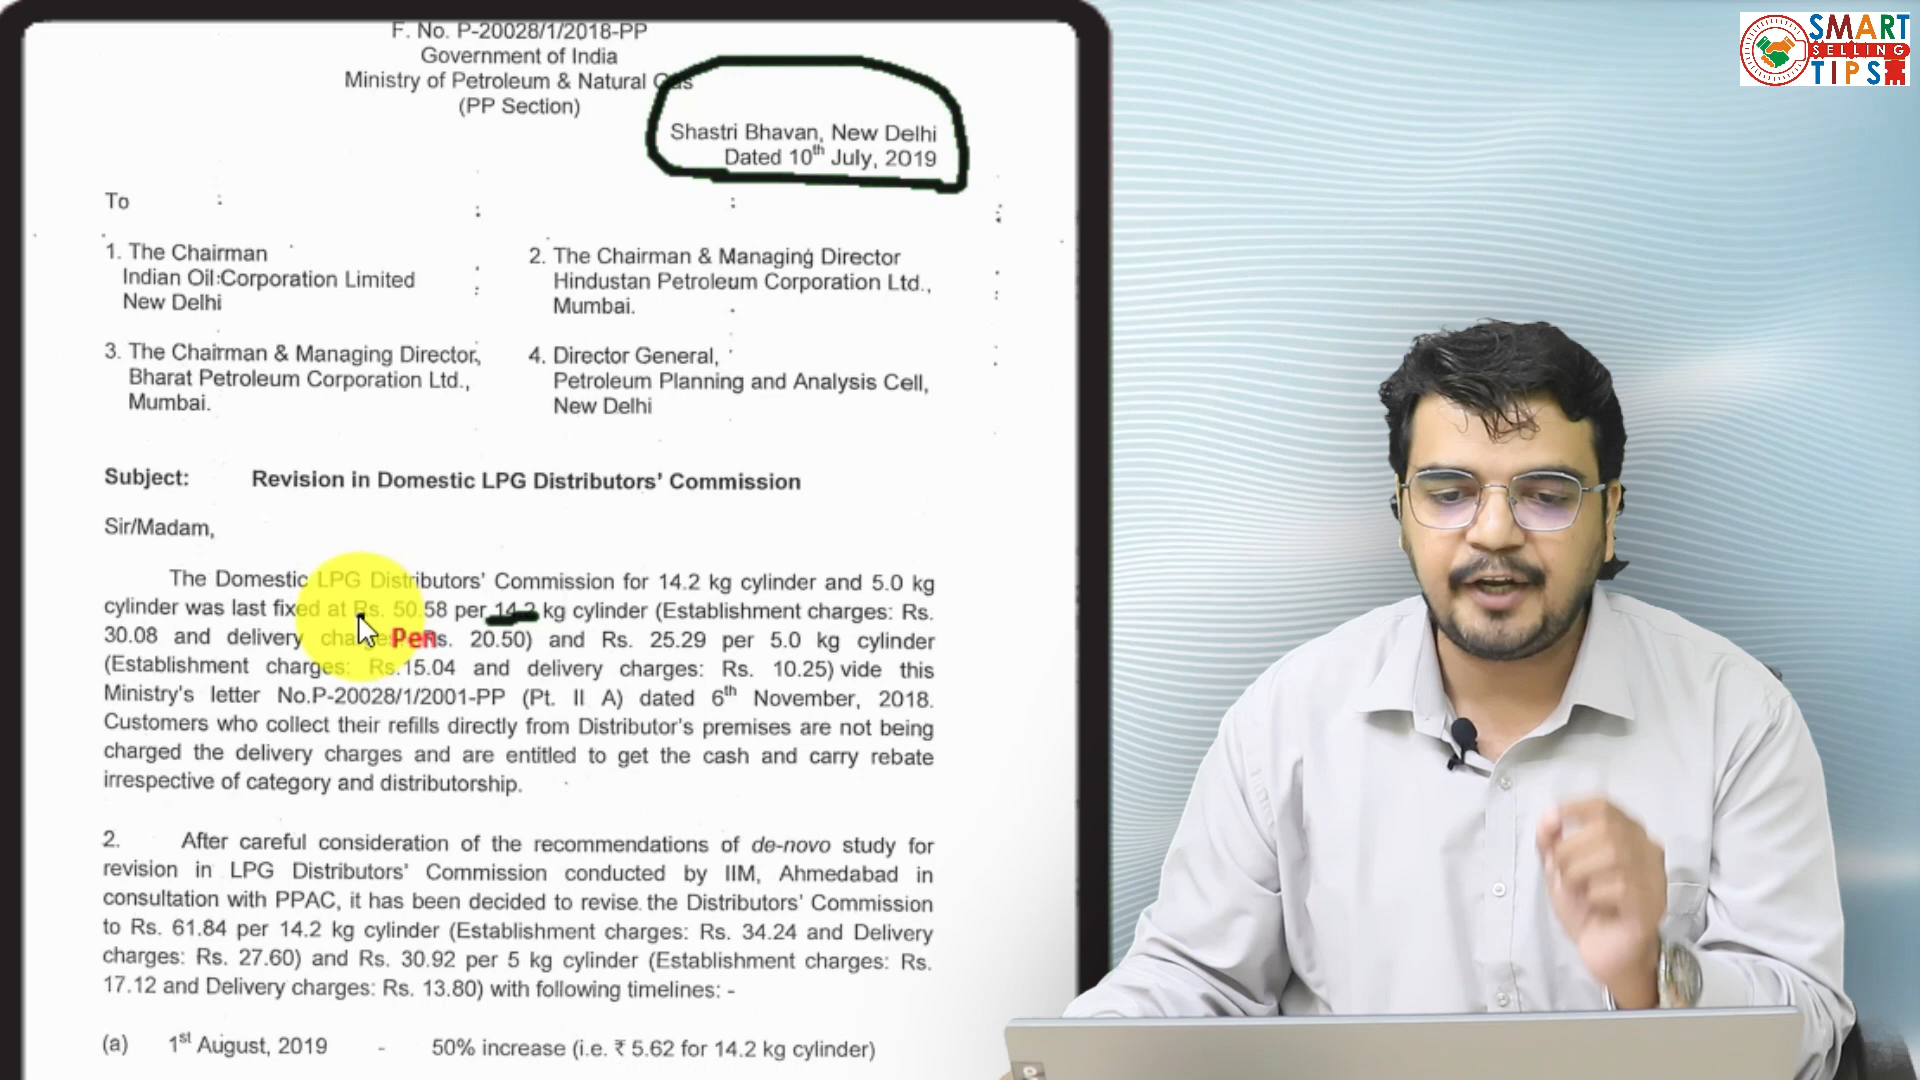 F. No. P-20028/1/2018-PP
Government of India
Ministry of Petroleum & Natural Gas
(PP Section)
Shastri Bhavan, New Delhi
Dated 10th July, 2019
To
1. The Chairman
Indian Oil Corporation Limited
New Delhi
2. The Chairman & Managing Director
Hindustan Petroleum Corporation Ltd.,
Mumbai.
3. The Chairman & Managing Director,
Bharat Petroleum Corporation Ltd.,
Mumbai.
4. Director General,
Petroleum Planning and Analysis Cell,
New Delhi
Subject: Revision in Domestic LPG Distributors' Commission
Sir/Madam,
The Domestic LPG Distributors' Commission for 14.2 kg cylinder and 5.0 kg
cylinder was last fixed at Rs. 50.58 per 14.2 kg cylinder (Establishment charges: Rs.
30.08 and delivery charges Rs. 20.50) and Rs. 25.29 per 5.0 kg cylinder
(Establishment charges: Rs.15.04 and delivery charges: Rs. 10.25) vide this
Ministry's letter No.P-20028/1/2001-PP (Pt. II A) dated 6th November, 2018.
Customers who collect their refills directly from Distributor's premises are not being
charged the delivery charges and are entitled to get the cash and carry rebate
irrespective of category and distributorship.
2. After careful consideration of the recommendations of de-novo study for
revision in LPG Distributors' Commission conducted by IIM, Ahmedabad in
consultation with PPAC, it has been decided to revise the Distributors' Commission
to Rs. 61.84 per 14.2 kg cylinder (Establishment charges: Rs. 34.24 and Delivery
charges: Rs. 27.60) and Rs. 30.92 per 5 kg cylinder (Establishment charges: Rs.
17.12 and Delivery charges: Rs. 13.80) with following timelines: -
(a) 1st August, 2019 - 50% increase (i.e. ₹ 5.62 for 14.2 kg cylinder)
Pen
SMART
SELLING
TIPS